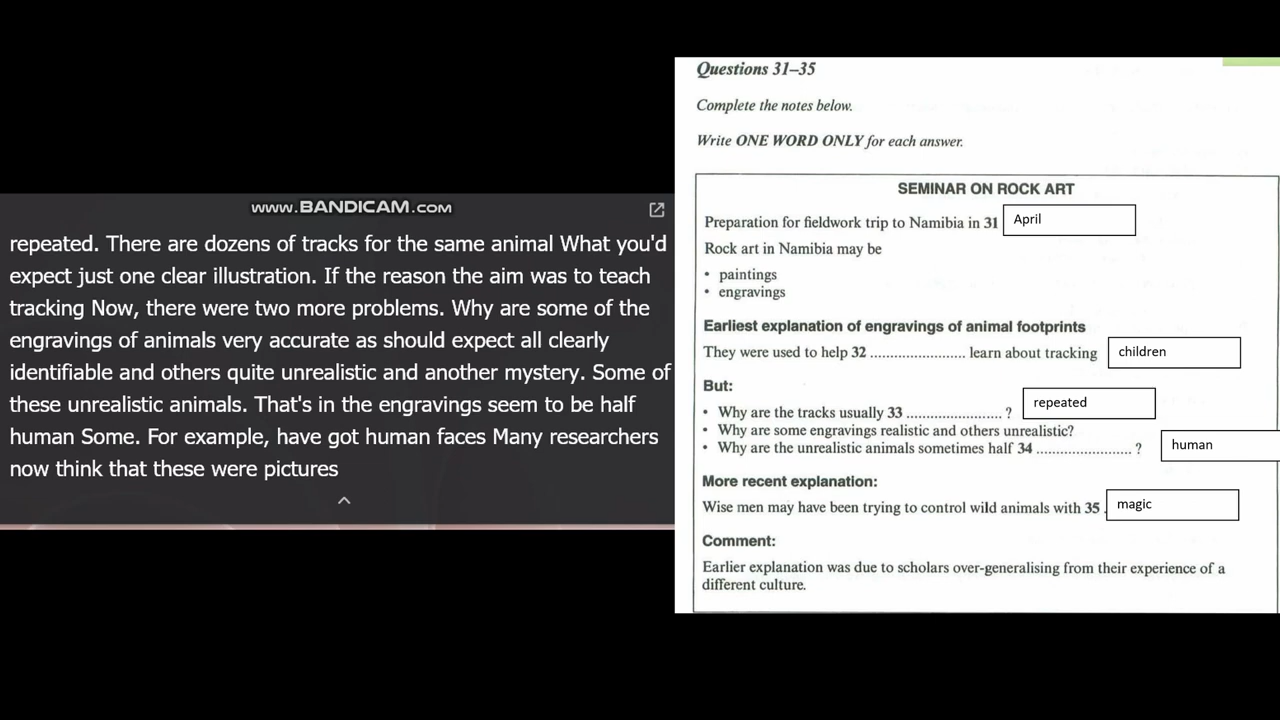 www.BANDICAM.com
repeated. There are dozens of tracks for the same animal What you'd
expect just one clear illustration. If the reason the aim was to teach
tracking Now, there were two more problems. Why are some of the
engravings of animals very accurate as should expect all clearly
identifiable and others quite unrealistic and another mystery. Some of
these unrealistic animals. That's in the engravings seem to be half
human Some. For example, have got human faces Many researchers
now think that these were pictures
Questions 31–35
Complete the notes below.
Write ONE WORD ONLY for each answer.
SEMINAR ON ROCK ART
Preparation for fieldwork trip to Namibia in 31 April
Rock art in Namibia may be
• paintings
• engravings
Earliest explanation of engravings of animal footprints
They were used to help 32 ........................ learn about tracking children
But:
• Why are the tracks usually 33 ........................ ? repeated
• Why are some engravings realistic and others unrealistic?
• Why are the unrealistic animals sometimes half 34 ........................ ? human
More recent explanation:
Wise men may have been trying to control wild animals with 35 . magic
Comment:
Earlier explanation was due to scholars over-generalising from their experience of a
different culture.